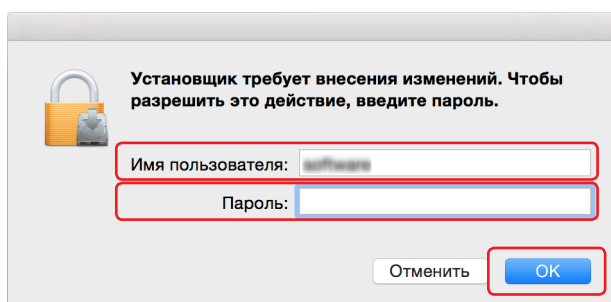 Установщик требует внесения изменений. Чтобы
разрешить это действие, введите пароль.
Имя пользователя:
Пароль:
Отменить
OK